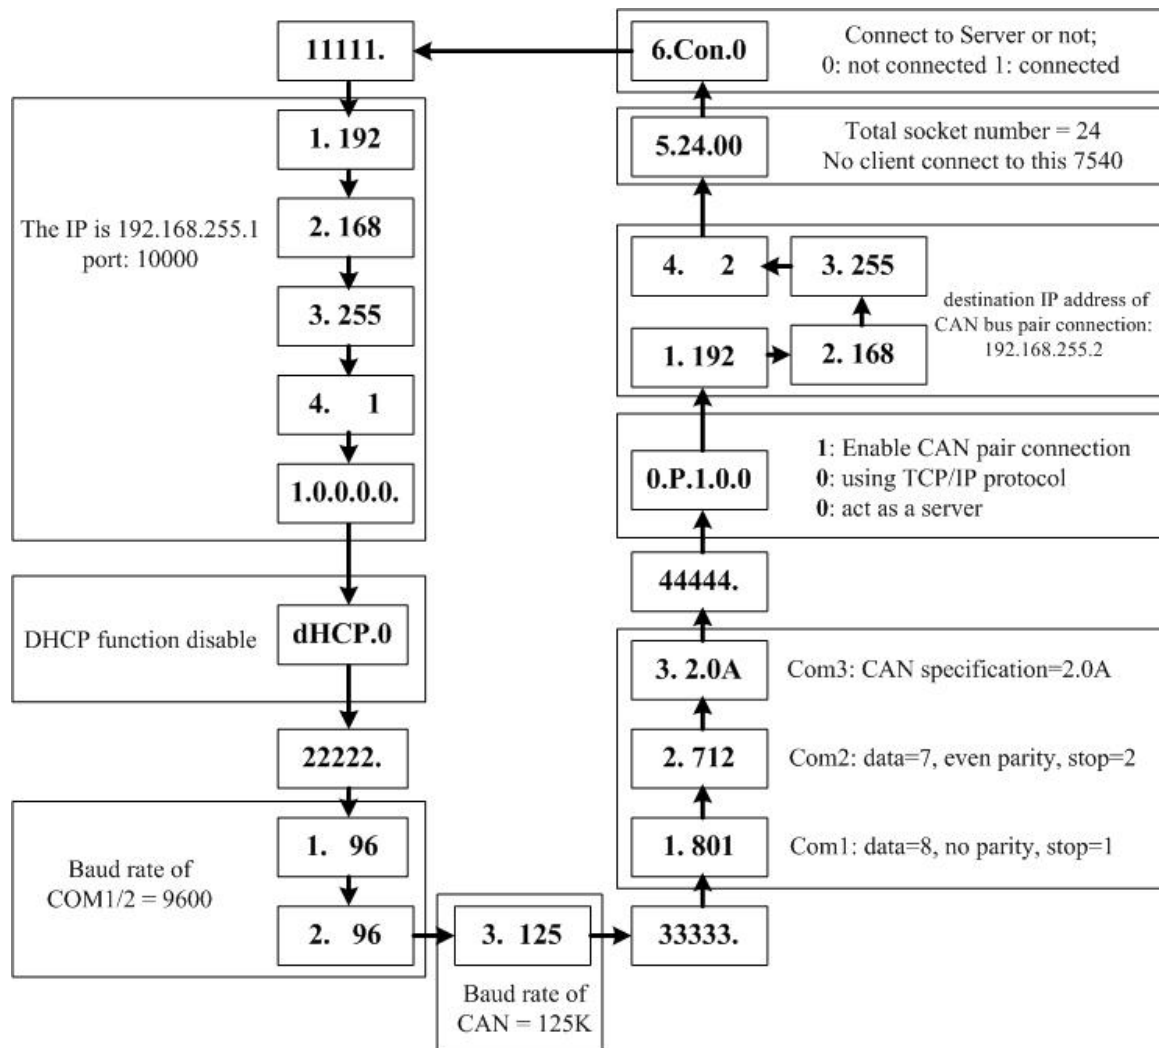 11111.
1. 192
2. 168
3. 255
4. 1
1.0.0.0.0.
The IP is 192.168.255.1
port: 10000
dHCP.0
DHCP function disable
22222.
1. 96
2. 96
Baud rate of
COM1/2 = 9600
3. 125
Baud rate of
CAN = 125K
33333.
1. 801
Com1: data=8, no parity, stop=1
2. 712
Com2: data=7, even parity, stop=2
3. 2.0A
Com3: CAN specification=2.0A
44444.
0.P.1.0.0
1: Enable CAN pair connection
0: using TCP/IP protocol
0: act as a server
1. 192
2. 168
3. 255
4. 2
destination IP address of
CAN bus pair connection:
192.168.255.2
5.24.00
Total socket number = 24
No client connect to this 7540
6.Con.0
Connect to Server or not;
0: not connected 1: connected